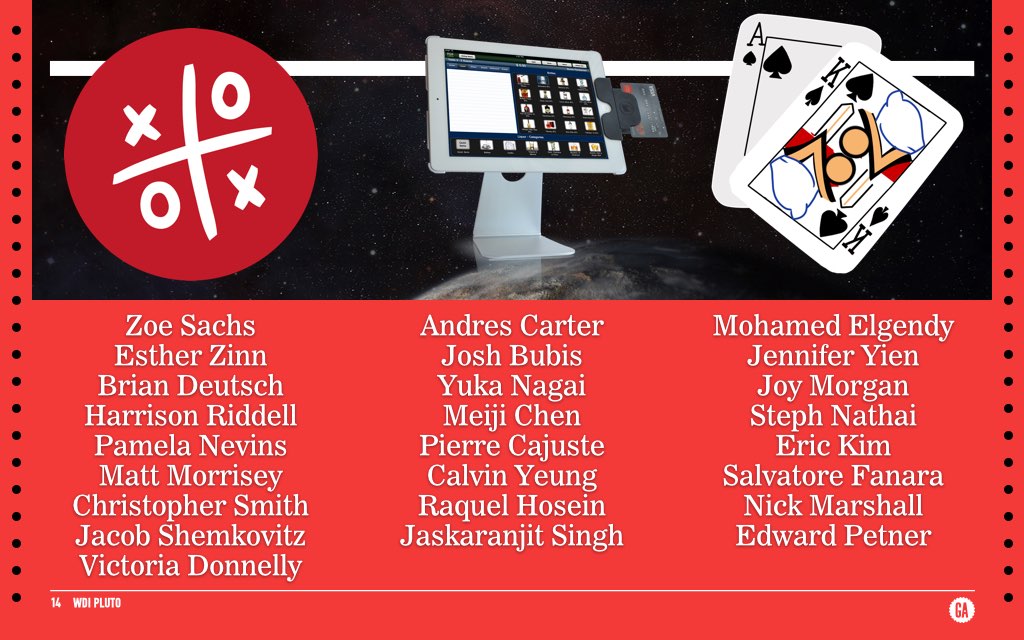 A
K
K
VISA
Zoe Sachs
Esther Zinn
Brian Deutsch
Harrison Riddell
Pamela Nevins
Matt Morrisey
Christopher Smith
Jacob Shemkovitz
Victoria Donnelly
Andres Carter
Josh Bubis
Yuka Nagai
Meiji Chen
Pierre Cajuste
Calvin Yeung
Raquel Hosein
Jaskaranjit Singh
Mohamed Elgendy
Jennifer Yien
Joy Morgan
Steph Nathai
Eric Kim
Salvatore Fanara
Nick Marshall
Edward Petner
14 WDI PLUTO
GA